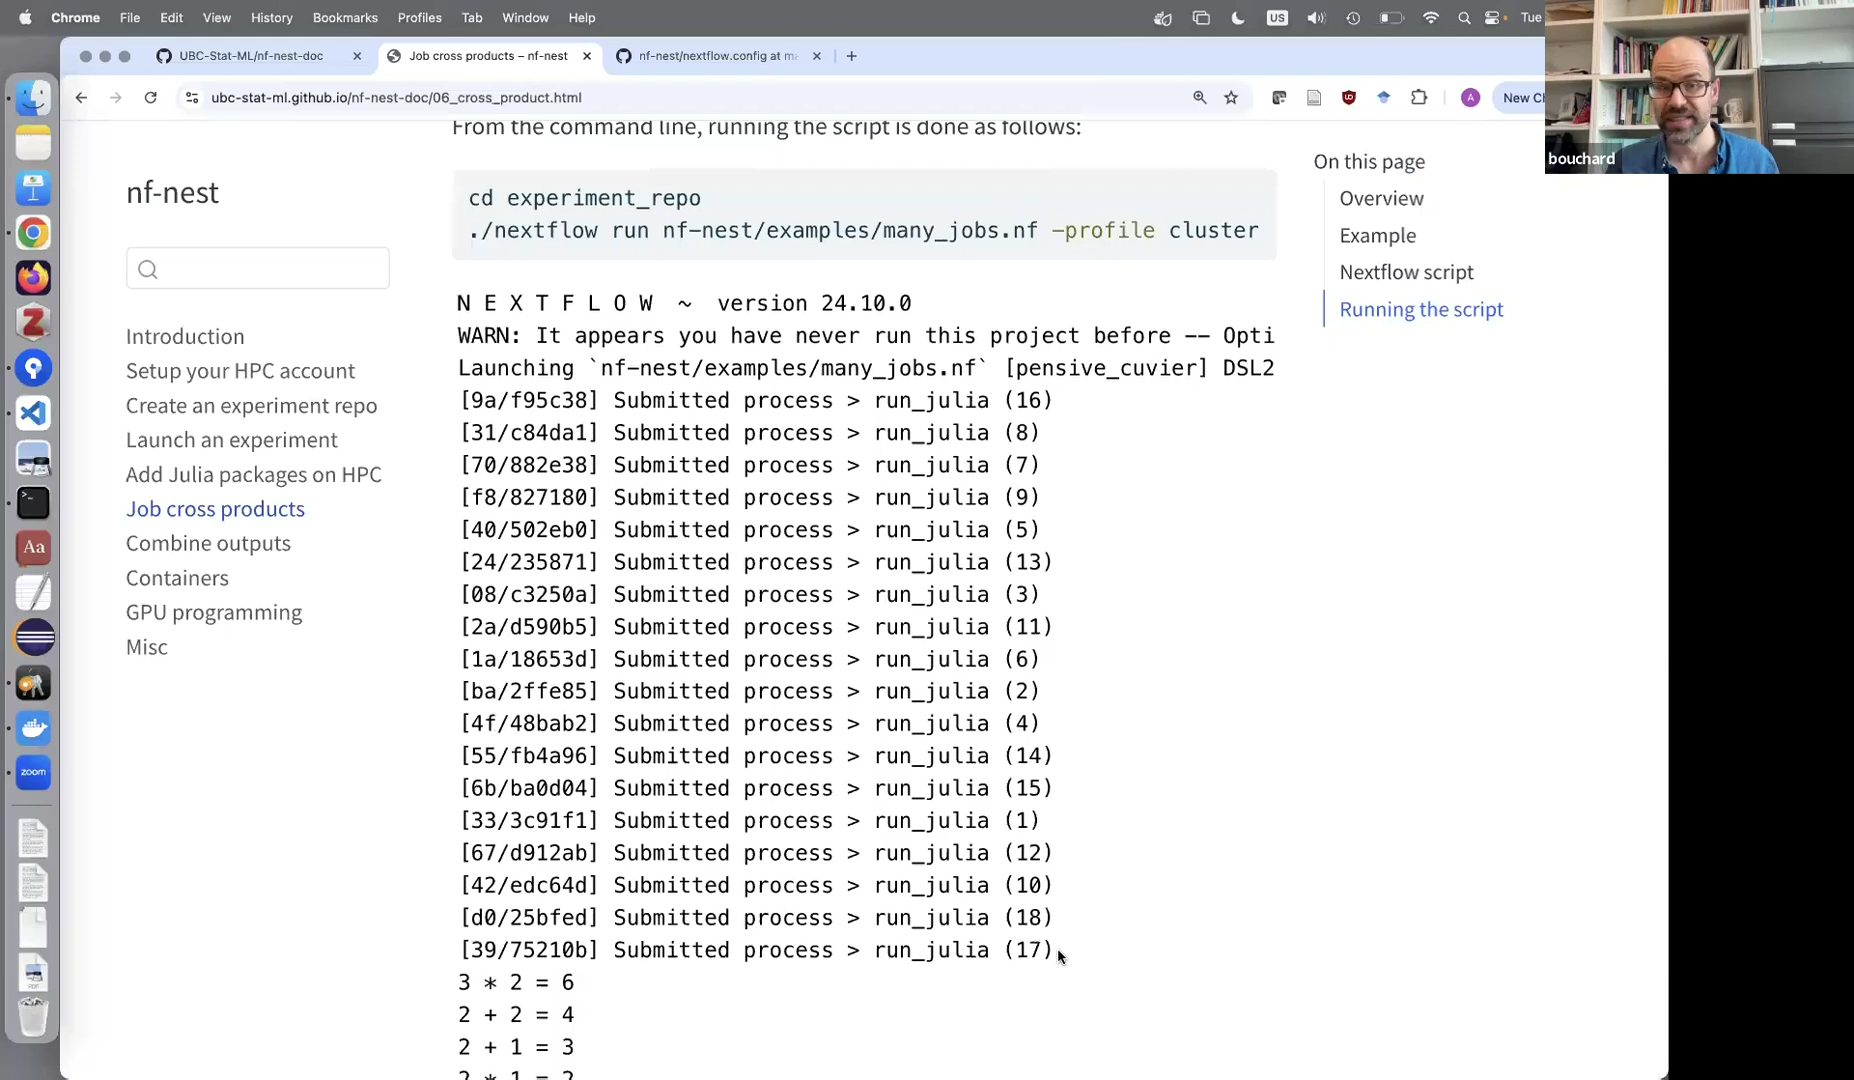 Chrome File Edit View History Bookmarks Profiles Tab Window Help US Tue
UBC-Stat-ML/nf-nest-doc
Job cross products – nf-nest
nf-nest/nextflow.config at ma
ubc-stat-ml.github.io/nf-nest-doc/06_cross_product.html
A
New Ch
bouchard
From the command line, running the script is done as follows:
cd experiment_repo
./nextflow run nf-nest/examples/many_jobs.nf -profile cluster
N E X T F L O W ~ version 24.10.0
WARN: It appears you have never run this project before -- Opti
Launching `nf-nest/examples/many_jobs.nf` [pensive_cuvier] DSL2
[9a/f95c38] Submitted process > run_julia (16)
[31/c84da1] Submitted process > run_julia (8)
[70/882e38] Submitted process > run_julia (7)
[f8/827180] Submitted process > run_julia (9)
[40/502eb0] Submitted process > run_julia (5)
[24/235871] Submitted process > run_julia (13)
[08/c3250a] Submitted process > run_julia (3)
[2a/d590b5] Submitted process > run_julia (11)
[1a/18653d] Submitted process > run_julia (6)
[ba/2ffe85] Submitted process > run_julia (2)
[4f/48bab2] Submitted process > run_julia (4)
[55/fb4a96] Submitted process > run_julia (14)
[6b/ba0d04] Submitted process > run_julia (15)
[33/3c91f1] Submitted process > run_julia (1)
[67/d912ab] Submitted process > run_julia (12)
[42/edc64d] Submitted process > run_julia (10)
[d0/25bfed] Submitted process > run_julia (18)
[39/75210b] Submitted process > run_julia (17)
3 * 2 = 6
2 + 2 = 4
2 + 1 = 3
2 * 1 = 2
nf-nest
Introduction
Setup your HPC account
Create an experiment repo
Launch an experiment
Add Julia packages on HPC
Job cross products
Combine outputs
Containers
GPU programming
Misc
On this page
Overview
Example
Nextflow script
Running the script
Aa
zoom
PDF